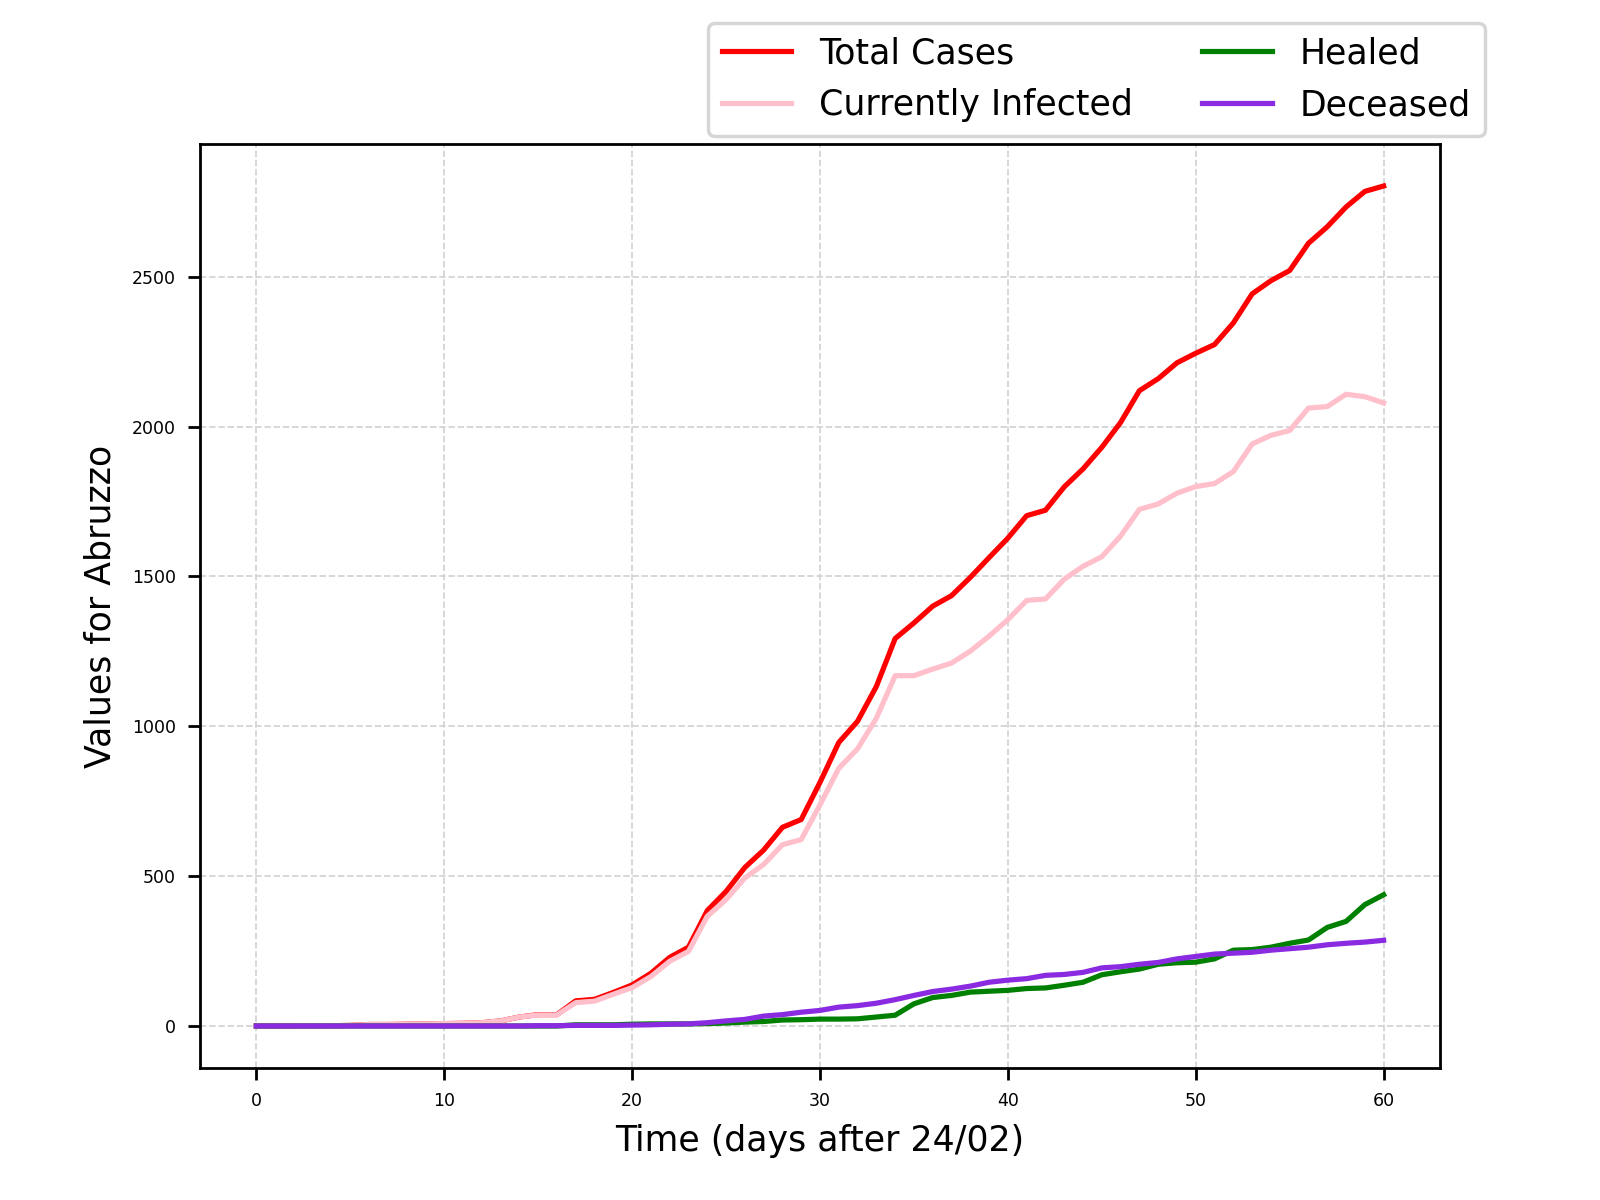 Total Cases
Currently Infected
Healed
Deceased
Values for Abruzzo
2500
2000
1500
1000
500
0
0 10 20 30 40 50 60
Time (days after 24/02)